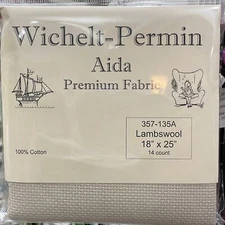 Wichelt-Permin
Aida
Premium Fabric
357-135A
Lambswool
18" x 25"
14 count
100% Cotton